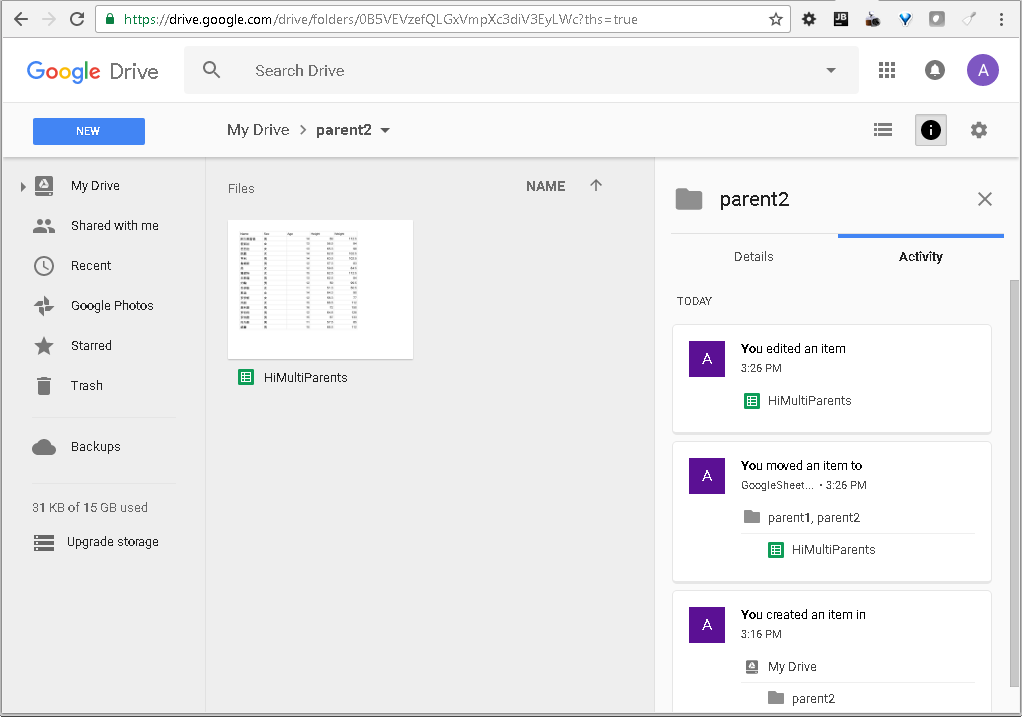 https://drive.google.com/drive/folders/0B5VEVzefQLGxVmpXc3diV3EyLWc?ths=true
JB
Google Drive
Search Drive
A
NEW
My Drive
parent2
My Drive
Shared with me
Recent
Google Photos
Starred
Trash
Backups
31 KB of 15 GB used
Upgrade storage
Files
NAME
HiMultiParents
parent2
Details
Activity
TODAY
A
You edited an item
3:26 PM
HiMultiParents
A
You moved an item to
GoogleSheet... • 3:26 PM
parent1, parent2
HiMultiParents
A
You created an item in
3:16 PM
My Drive
parent2